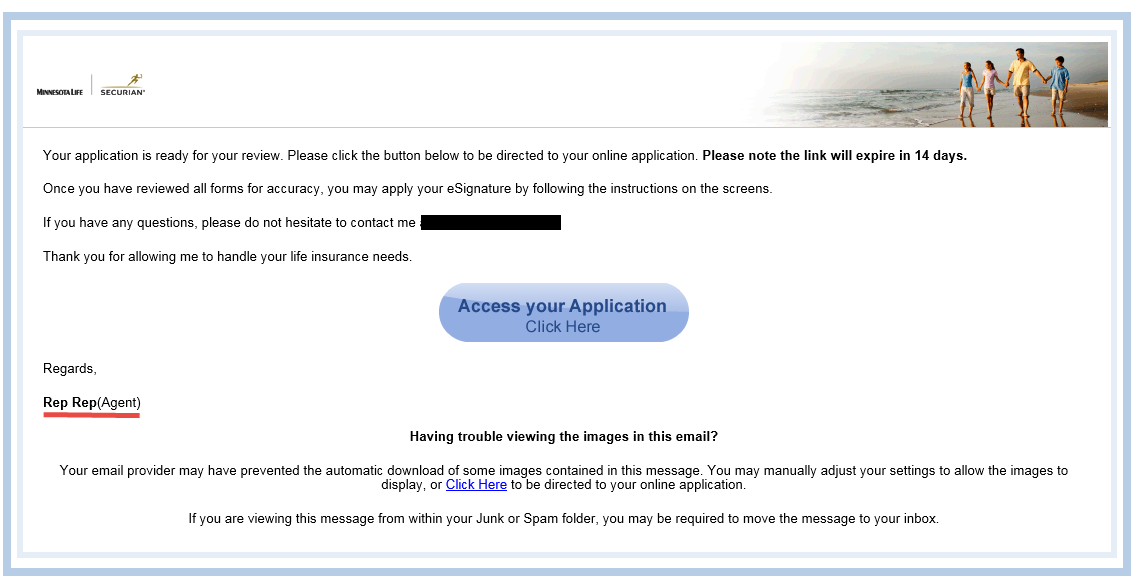 MINNESOTA LIFE SECURIAN®
Your application is ready for your review. Please click the button below to be directed to your online application. Please note the link will expire in 14 days.
Once you have reviewed all forms for accuracy, you may apply your eSignature by following the instructions on the screens.
If you have any questions, please do not hesitate to contact me
Thank you for allowing me to handle your life insurance needs.
Access your Application
Click Here
Regards,
Rep Rep(Agent)
Having trouble viewing the images in this email?
Your email provider may have prevented the automatic download of some images contained in this message. You may manually adjust your settings to allow the images to
display, or Click Here to be directed to your online application.
If you are viewing this message from within your Junk or Spam folder, you may be required to move the message to your inbox.